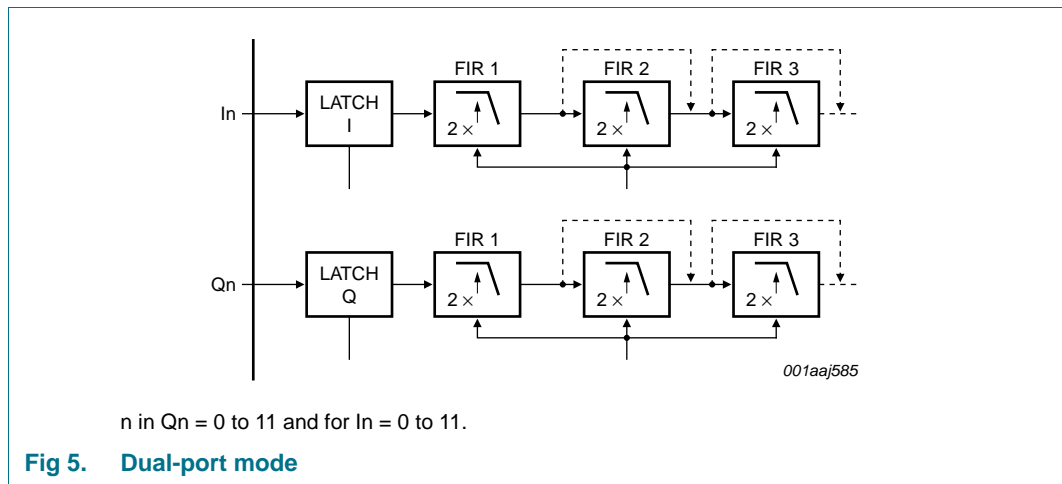 FIR 1 FIR 2 FIR 3
In
LATCH
I
2 × 2 × 2 ×
FIR 1 FIR 2 FIR 3
Qn
LATCH
Q
2 × 2 × 2 ×
001aaj585
n in Qn = 0 to 11 and for In = 0 to 11.
Fig 5. Dual-port mode